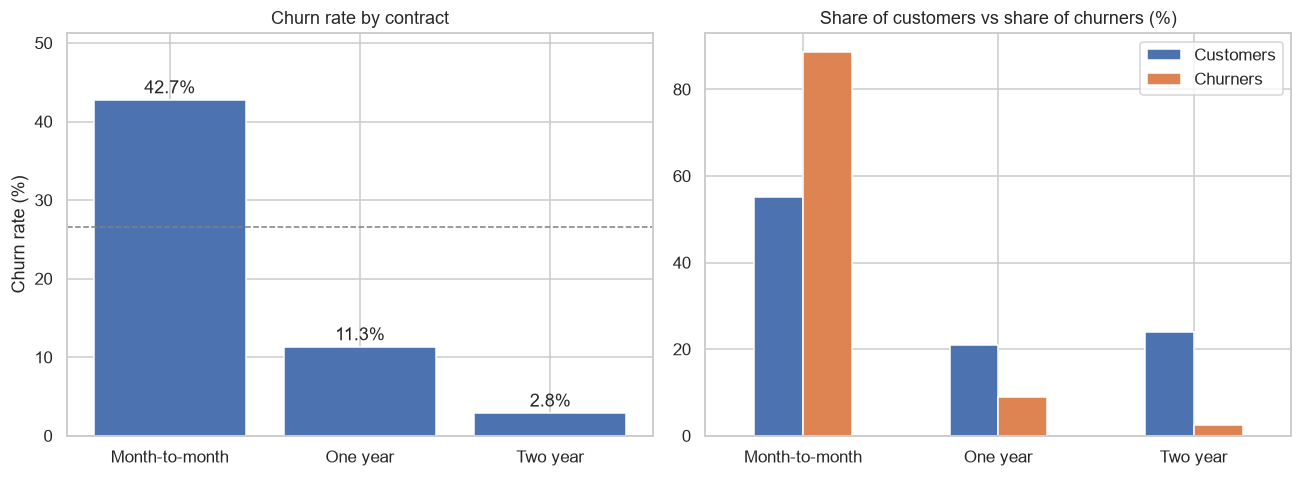 Churn rate by contract
Churn rate (%)
50
40
30
20
10
0
42.7%
11.3%
2.8%
Month-to-month
One year
Two year
Share of customers vs share of churners (%)
Customers
Churners
80
60
40
20
0
Month-to-month
One year
Two year